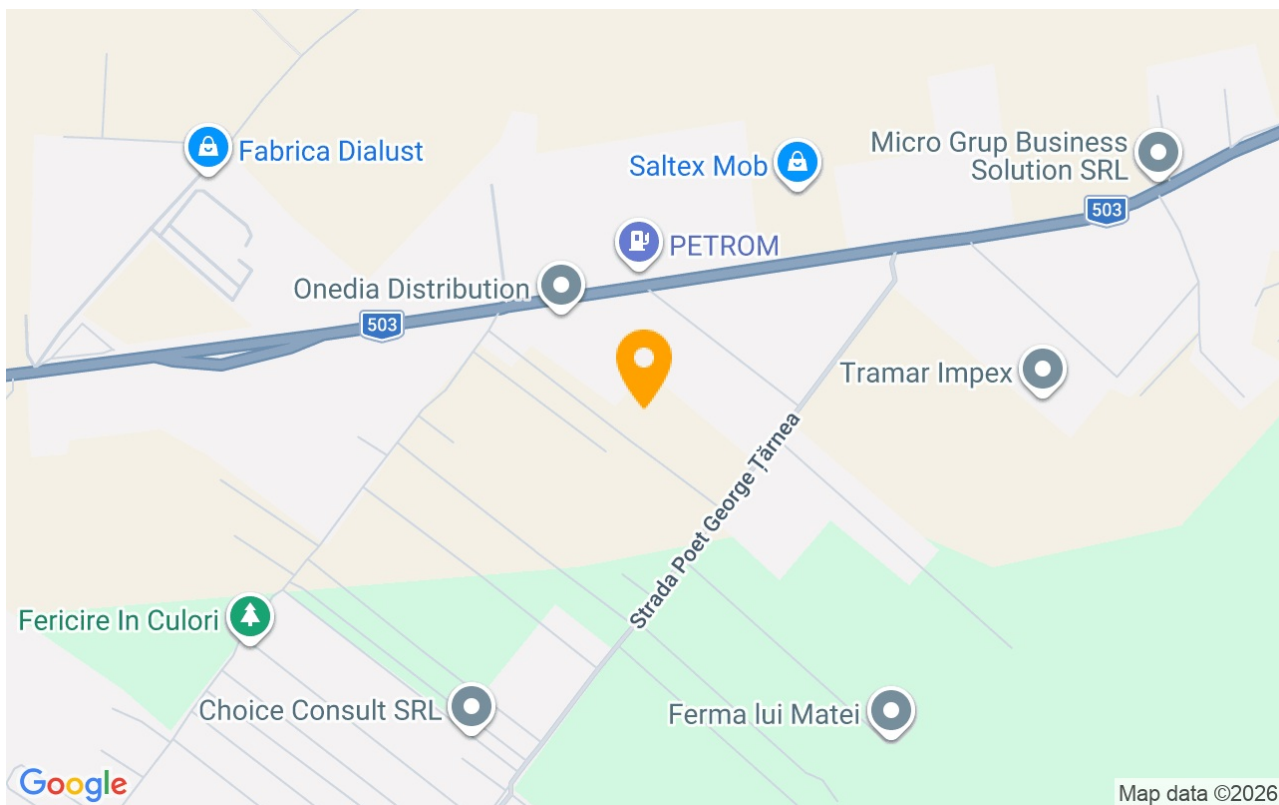 Fabrica Dialust
Saltex Mob
Micro Grup Business
Solution SRL
503
PETROM
Onedia Distribution
503
Tramar Impex
Strada Poet George Țărnea
Fericire In Culori
Choice Consult SRL
Ferma lui Matei
Google
Map data ©2026